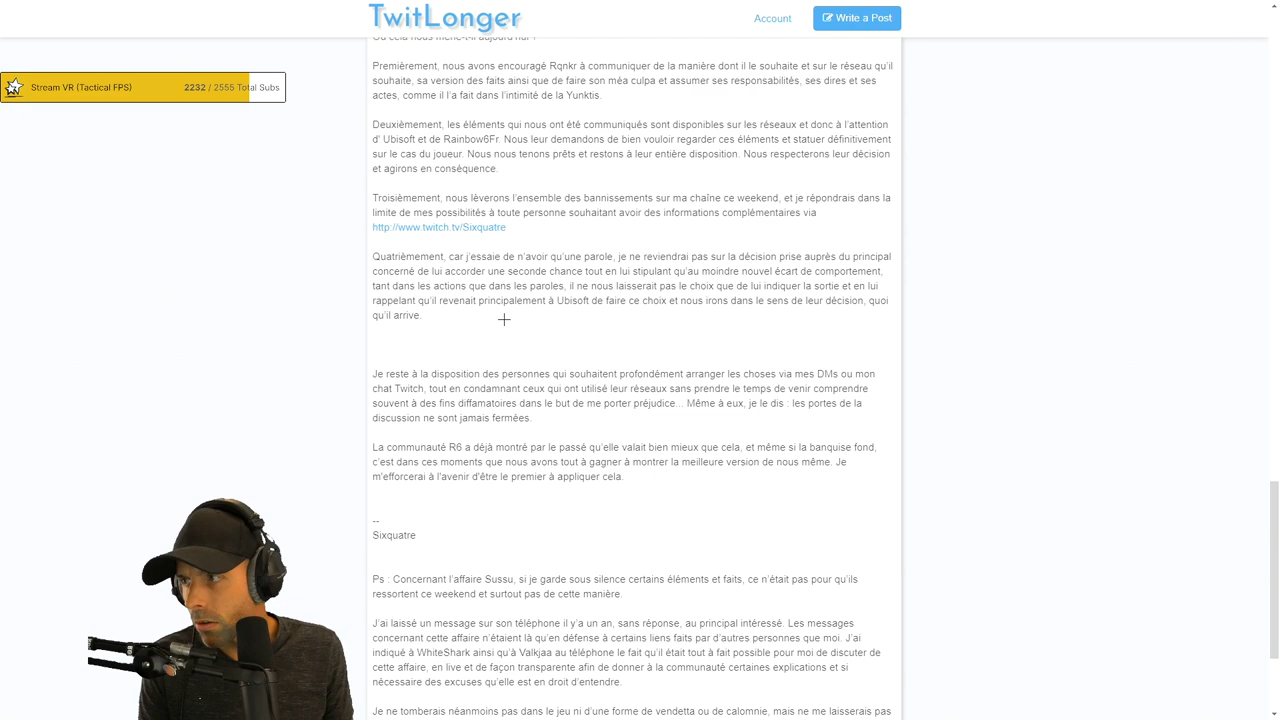 TwitLonger
Account
Write a Post
Stream VR (Tactical FPS) 2232 / 2555 Total Subs
Où cela nous mène-t-il aujourd'hui ?
Premièrement, nous avons encouragé Rqnkr à communiquer de la manière dont il le souhaite et sur le réseau qu'il
souhaite, sa version des faits ainsi que de faire son méa culpa et assumer ses responsabilités, ses dires et ses
actes, comme il l'a fait dans l'intimité de la Yunktis.
Deuxièmement, les éléments qui nous ont été communiqués sont disponibles sur les réseaux et donc à l'attention
d' Ubisoft et de Rainbow6Fr. Nous leur demandons de bien vouloir regarder ces éléments et statuer définitivement
sur le cas du joueur. Nous nous tenons prêts et restons à leur entière disposition. Nous respecterons leur décision
et agirons en conséquence.
Troisièmement, nous lèverons l'ensemble des bannissements sur ma chaîne ce weekend, et je répondrais dans la
limite de mes possibilités à toute personne souhaitant avoir des informations complémentaires via
http://www.twitch.tv/Sixquatre
Quatrièmement, car j'essaie de n'avoir qu'une parole, je ne reviendrai pas sur la décision prise auprès du principal
concerné de lui accorder une seconde chance tout en lui stipulant qu'au moindre nouvel écart de comportement,
tant dans les actions que dans les paroles, il ne nous laisserait pas le choix que de lui indiquer la sortie et en lui
rappelant qu'il revenait principalement à Ubisoft de faire ce choix et nous irons dans le sens de leur décision, quoi
qu'il arrive.
Je reste à la disposition des personnes qui souhaitent profondément arranger les choses via mes DMs ou mon
chat Twitch, tout en condamnant ceux qui ont utilisé leur réseaux sans prendre le temps de venir comprendre
souvent à des fins diffamatoires dans le but de me porter préjudice... Même à eux, je le dis : les portes de la
discussion ne sont jamais fermées.
La communauté R6 a déjà montré par le passé qu'elle valait bien mieux que cela, et même si la banquise fond,
c'est dans ces moments que nous avons tout à gagner à montrer la meilleure version de nous même. Je
m'efforcerai à l'avenir d'être le premier à appliquer cela.
--
Sixquatre
Ps : Concernant l'affaire Sussu, si je garde sous silence certains éléments et faits, ce n'était pas pour qu'ils
ressortent ce weekend et surtout pas de cette manière.
J'ai laissé un message sur son téléphone il y'a un an, sans réponse, au principal intéressé. Les messages
concernant cette affaire n'étaient là qu'en défense à certains liens faits par d'autres personnes que moi. J'ai
indiqué à WhiteShark ainsi qu'à Valkjaa au téléphone le fait qu'il était tout à fait possible pour moi de discuter de
cette affaire, en live et de façon transparente afin de donner à la communauté certaines explications et si
nécessaire des excuses qu'elle est en droit d'entendre.
Je ne tomberais néanmoins pas dans le jeu ni d'une forme de vendetta ou de calomnie, mais ne me laisserais pas